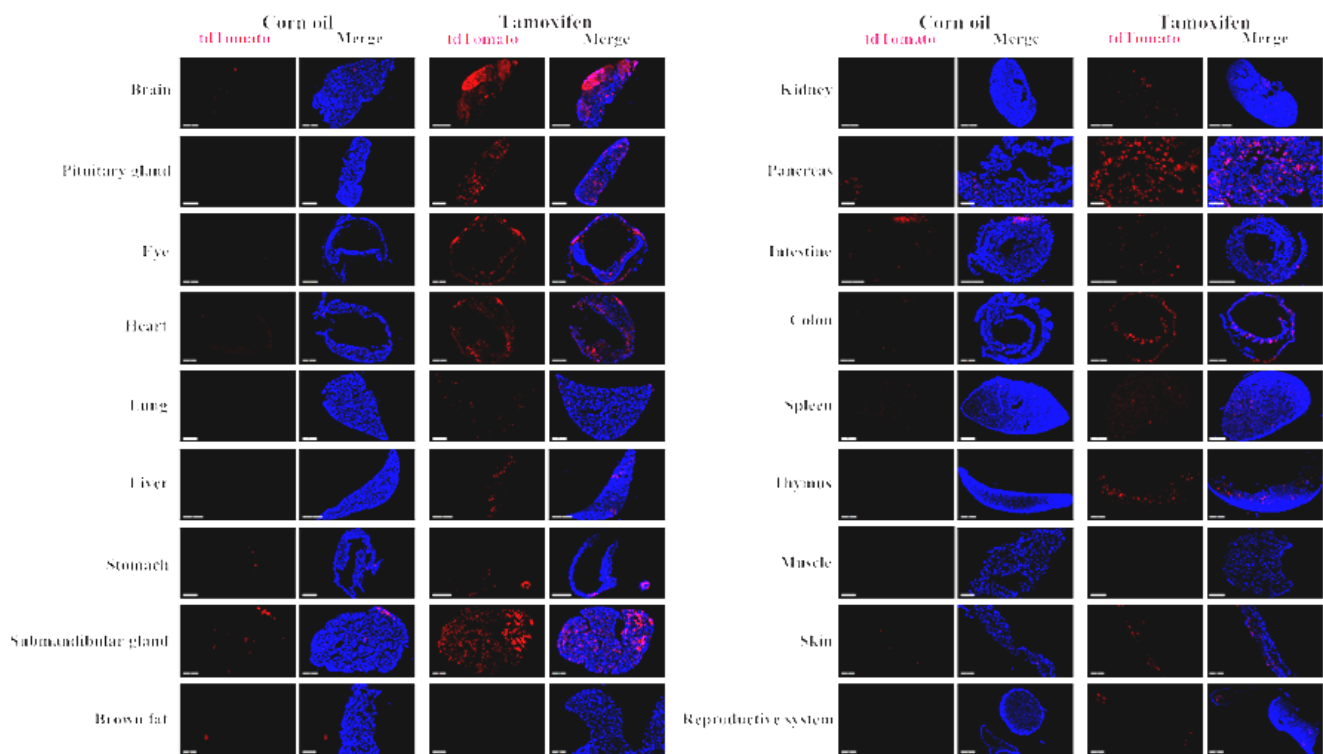 Corn oil Tamoxifen Corn oil Tamoxifen
tdTomato Merge tdTomato Merge tdTomato Merge tdTomato Merge
Brain Kidney
Pituitary gland Pancreas
Eye Intestine
Heart Colon
Lung Spleen
Liver Thymus
Stomach Muscle
Submandibular gland Skin
Brown fat Reproductive system